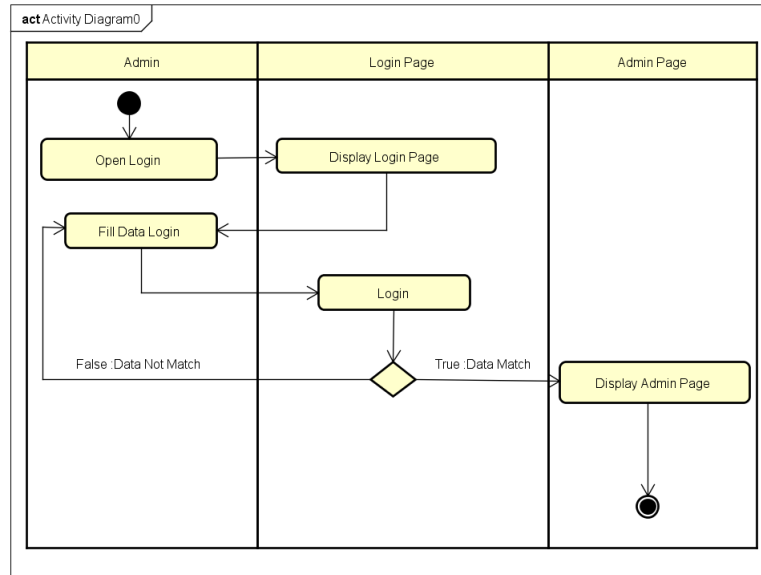 act Activity Diagram0
Admin
Login Page
Admin Page
Open Login
Display Login Page
Fill Data Login
Login
False :Data Not Match
True :Data Match
Display Admin Page